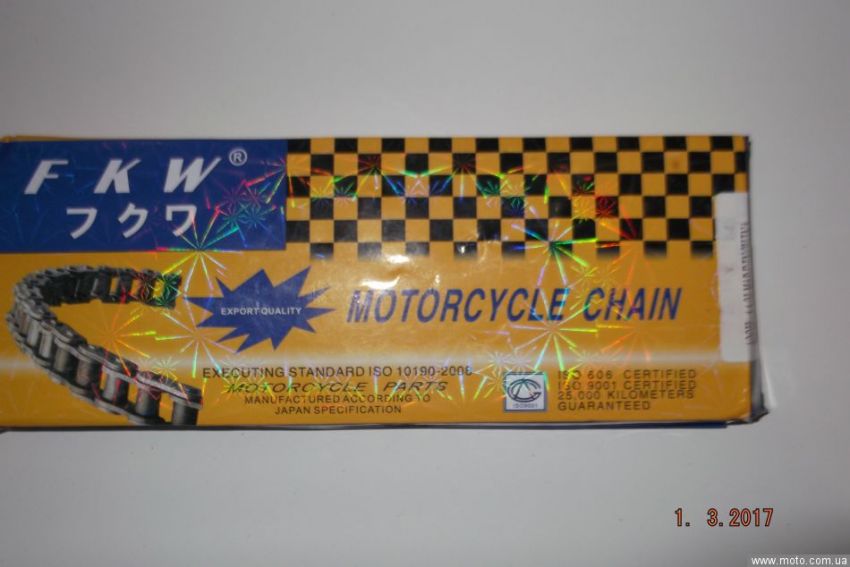 FKW®
フクワ
EXPORT QUALITY
MOTORCYCLE CHAIN
EXECUTING STANDARD ISO 10190-2008
MOTORCYCLE PARTS
MANUFACTURED ACCORDING TO
JAPAN SPECIFICATION
ISO9001
ISO 606 CERTIFIED
ISO 9001 CERTIFIED
25,000 KILOMETERS
GUARANTEED
1. 3.2017
www.moto.com.ua